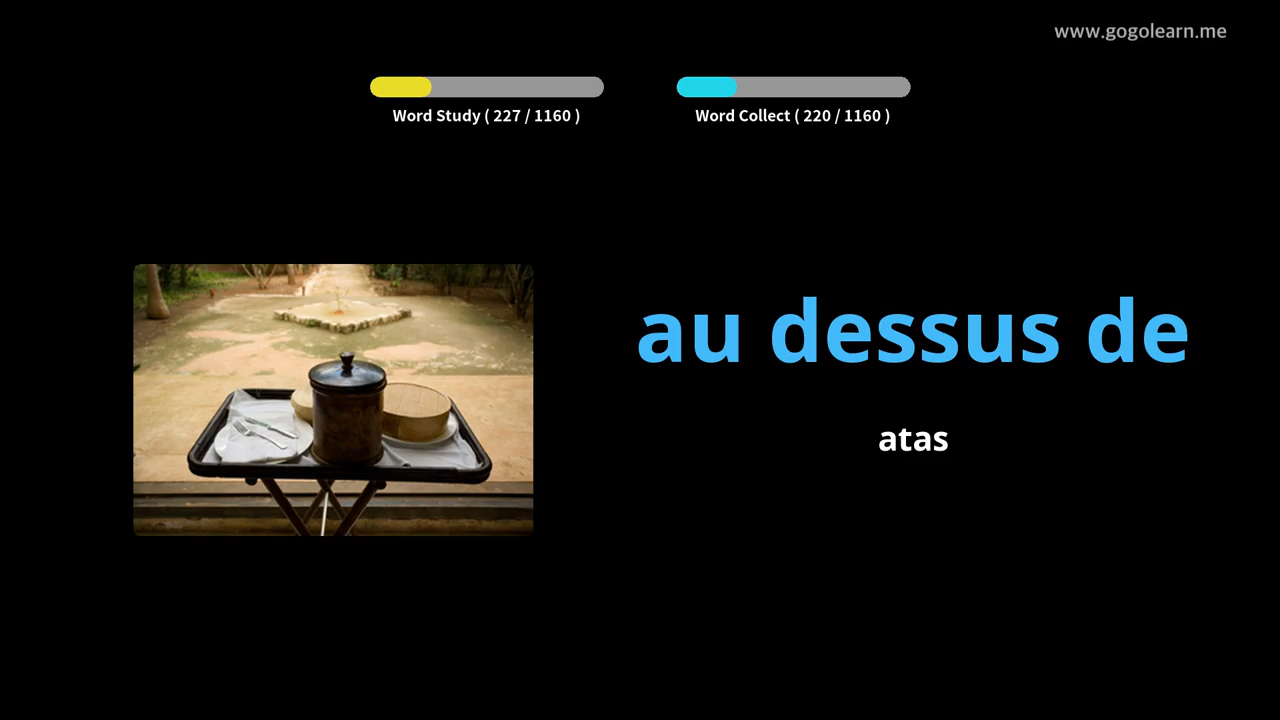 www.gogolearn.me
Word Study ( 227 / 1160 )
Word Collect ( 220 / 1160 )
au dessus de
atas